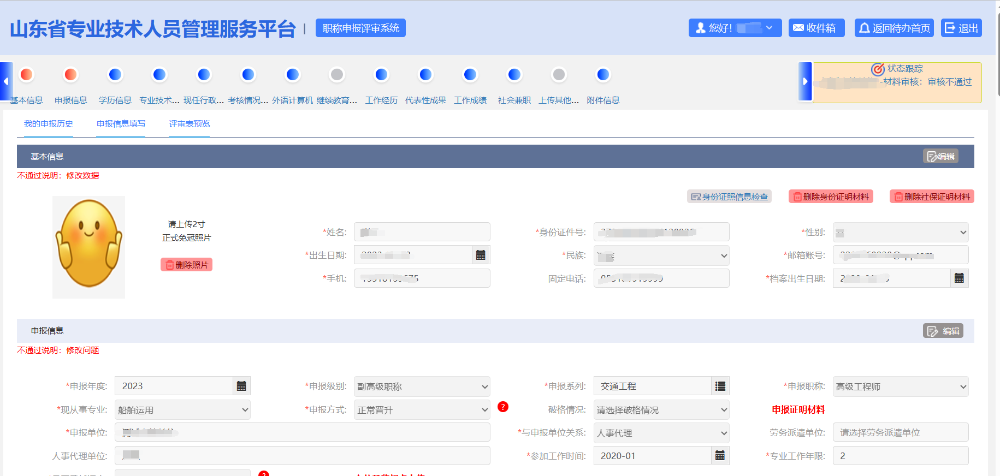 山东省专业技术人员管理服务平台 | 职称申报评审系统
您好!
收件箱
返回待办首页
退出
基本信息 申报信息 学历信息 专业技术... 现任行政... 考核情况... 外语计算机 继续教育... 工作经历 代表性成果 工作成绩 社会兼职 上传其他... 附件信息
状态跟踪
-材料审核：审核不通过
我的申报历史 申报信息填写 评审表预览
基本信息 编辑
不通过说明：修改数据
身份证照信息检查 删除身份证明材料 删除社保证明材料
请上传2寸
正式免冠照片
删除照片
*姓名: *身份证件号: *性别:
*出生日期: *民族: *邮箱账号:
*手机: 固定电话: *档案出生日期:
申报信息 编辑
不通过说明：修改问题
*申报年度: 2023 *申报级别: 副高级职称 *申报系列: 交通工程 *申报职称: 高级工程师
*现从事专业: 船舶运用 *申报方式: 正常晋升 ? 破格情况: 请选择破格情况 申报证明材料
*申报单位: *与申报单位关系: 人事代理 劳务派遣单位: 请选择劳务派遣单位
人事代理单位: *参加工作时间: 2020-01 *专业工作年限: 2